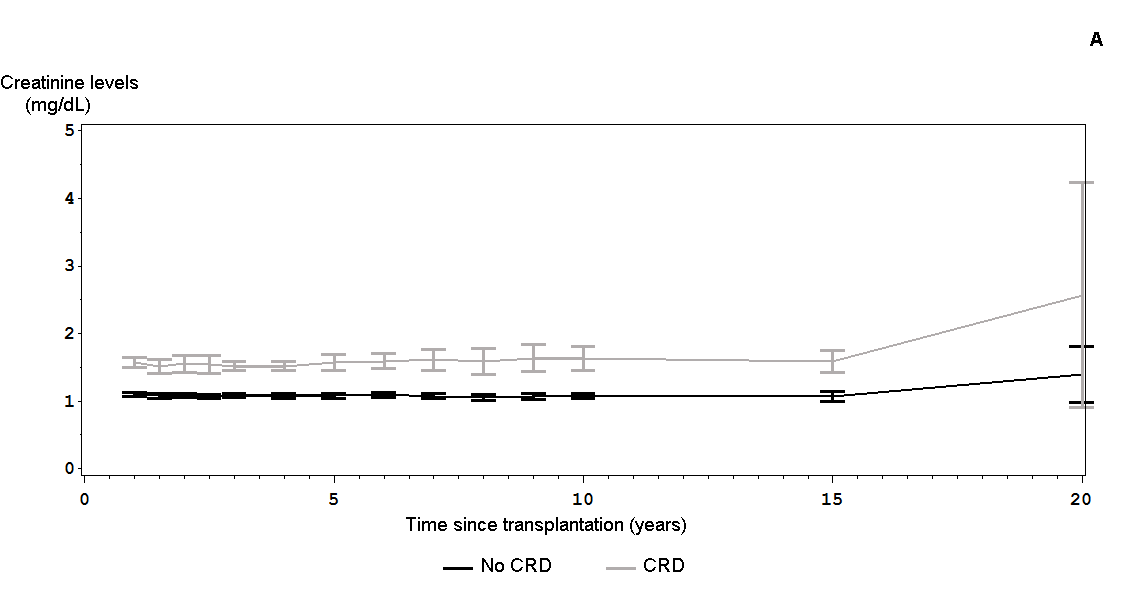 A
Creatinine levels
(mg/dL)
5
4
3
2
1
0
0 5 10 15 20
Time since transplantation (years)
No CRD CRD